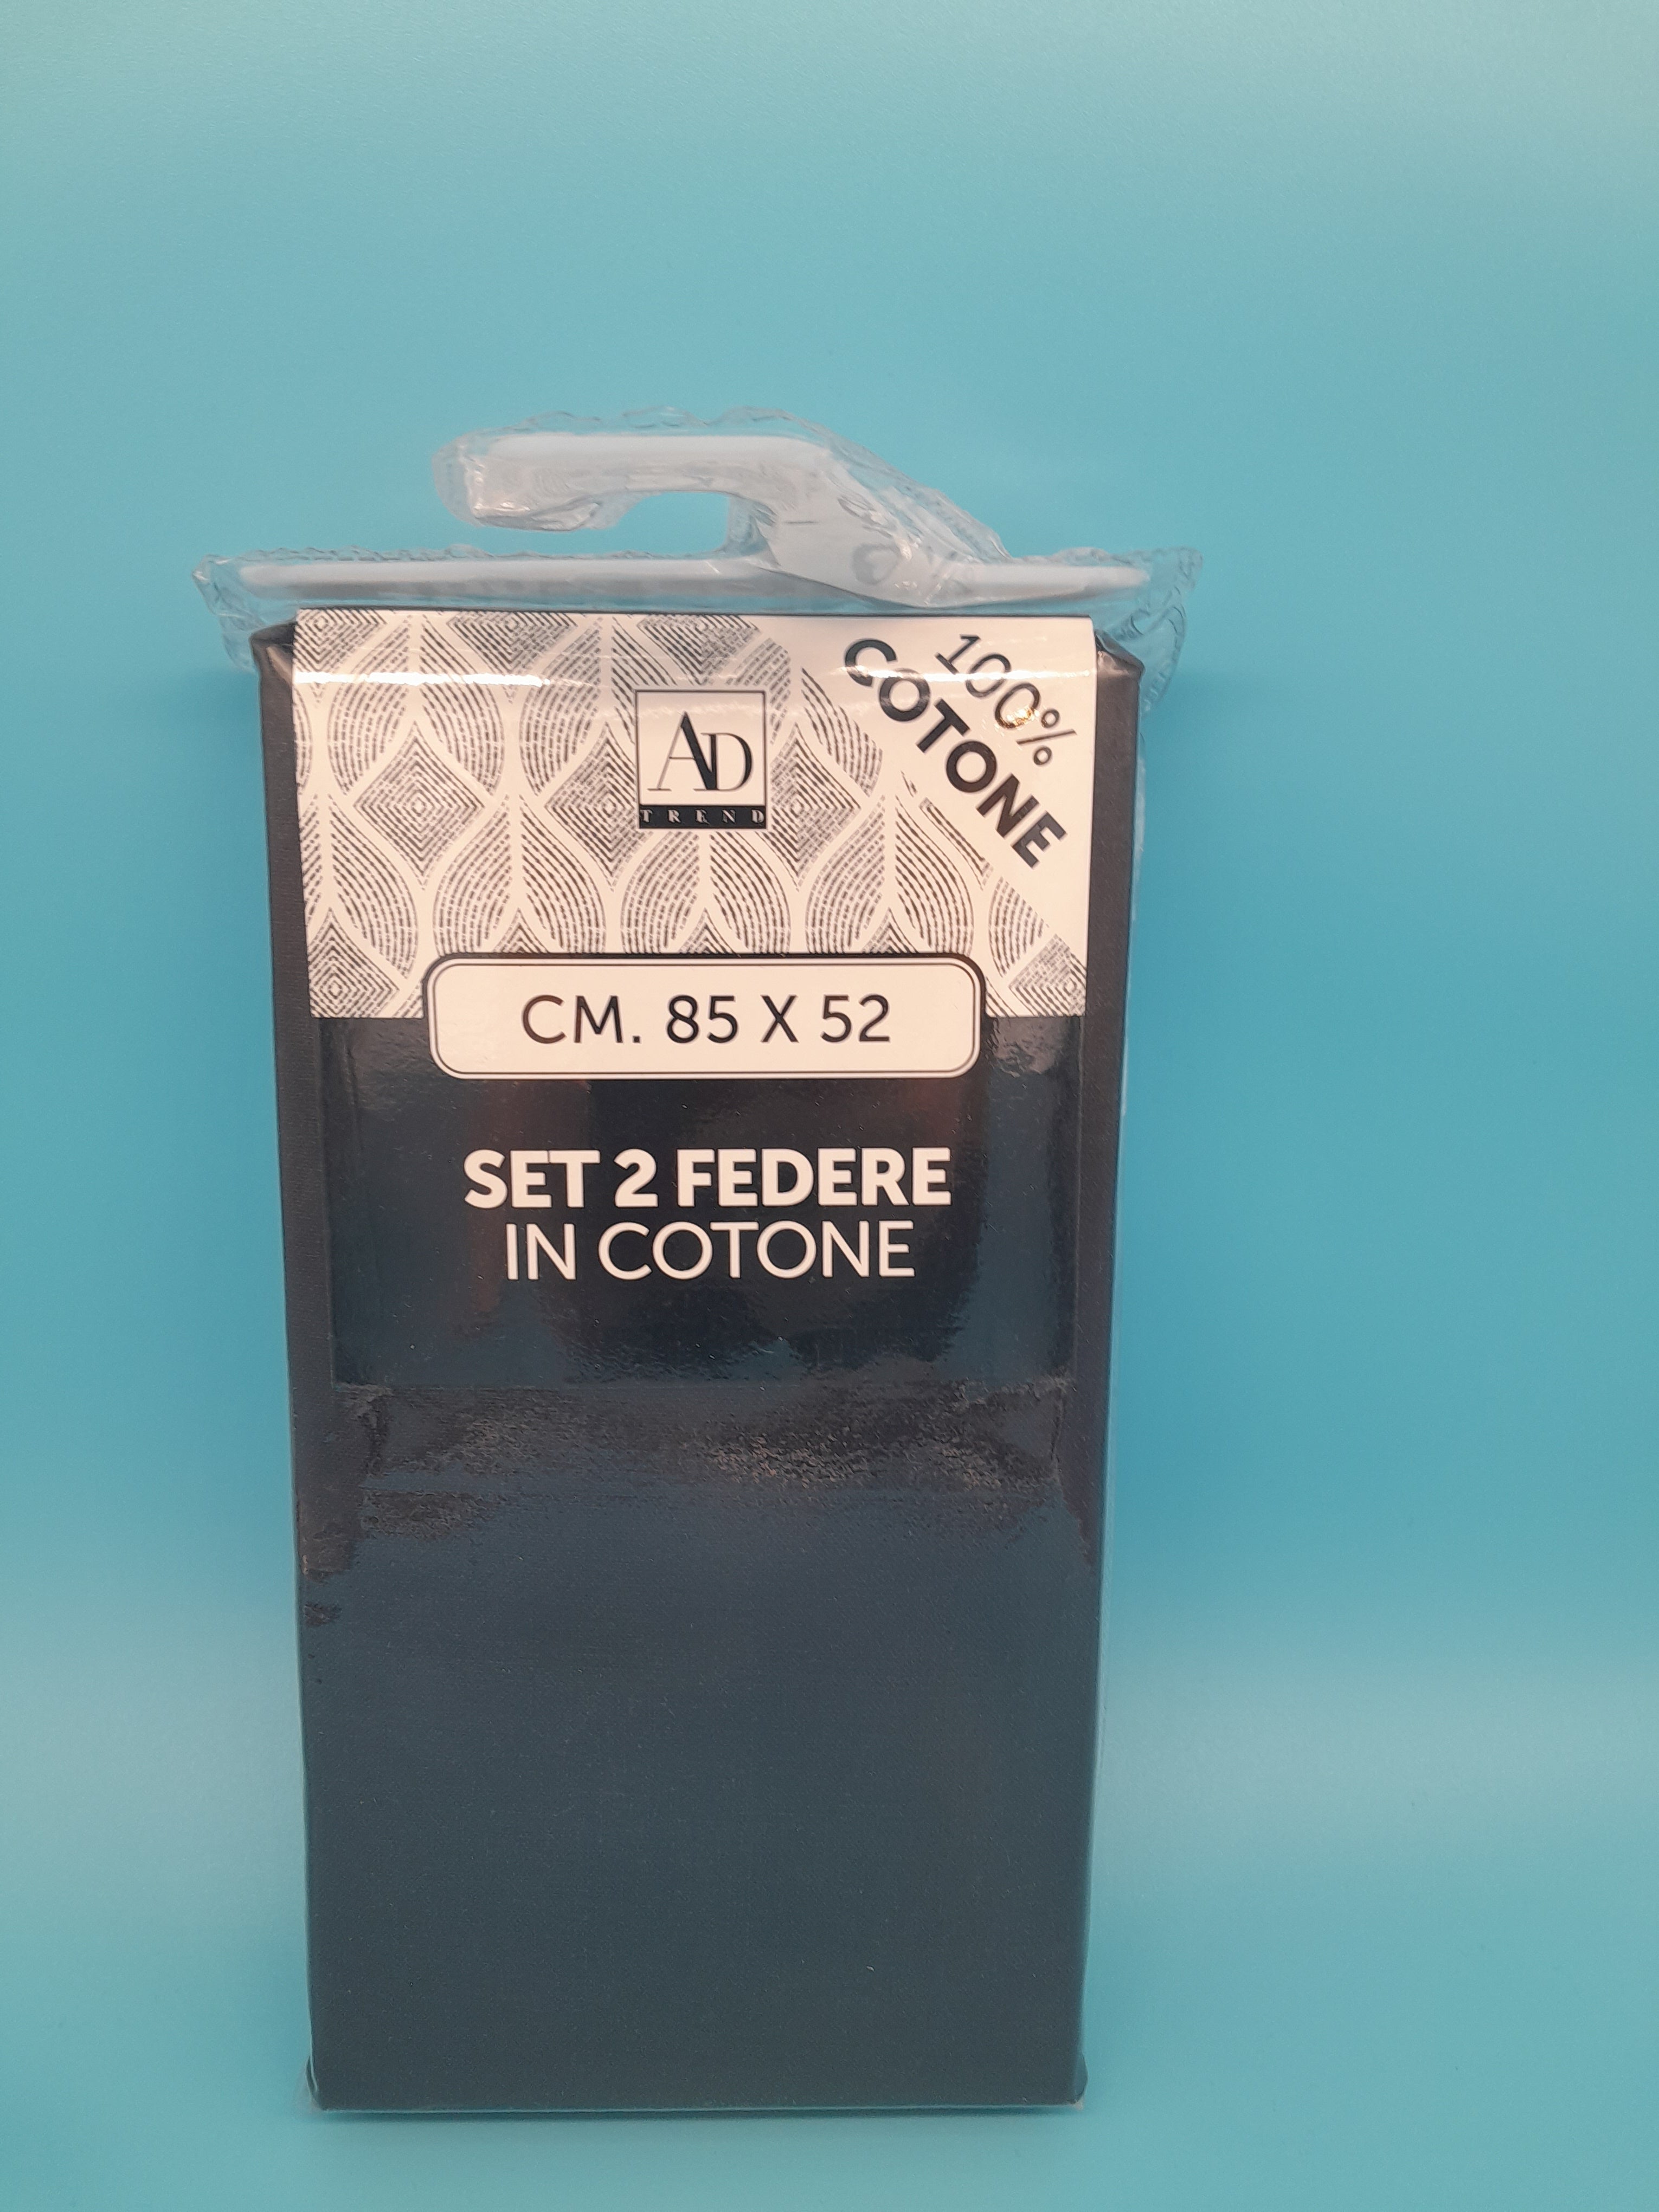 100%
COTONE
AD
TREND
CM. 85 X 52
SET 2 FEDERE
IN COTONE